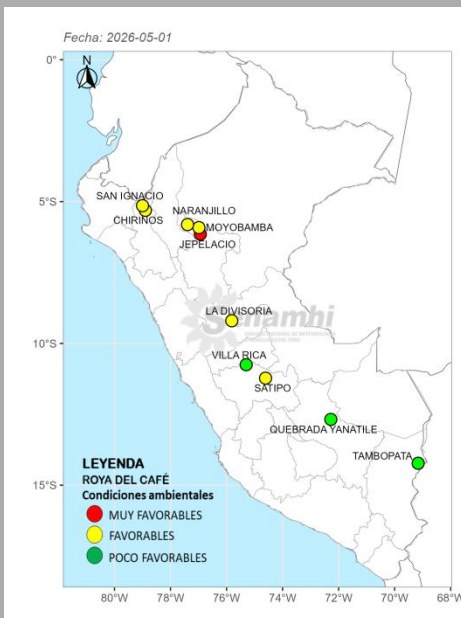 Fecha: 2026-05-01
N
0°
5°S
10°S
15°S
SAN IGNACIO
CHIRINOS
NARANJILLO
MOYOBAMBA
JEPELACIO
LA DIVISORIA
Senamhi
VILLA RICA
SATIPO
QUEBRADA YANATILE
TAMBOPATA
LEYENDA
ROYA DEL CAFÉ
Condiciones ambientales
MUY FAVORABLES
FAVORABLES
POCO FAVORABLES
80°W 78°W 76°W 74°W 72°W 70°W 68°W